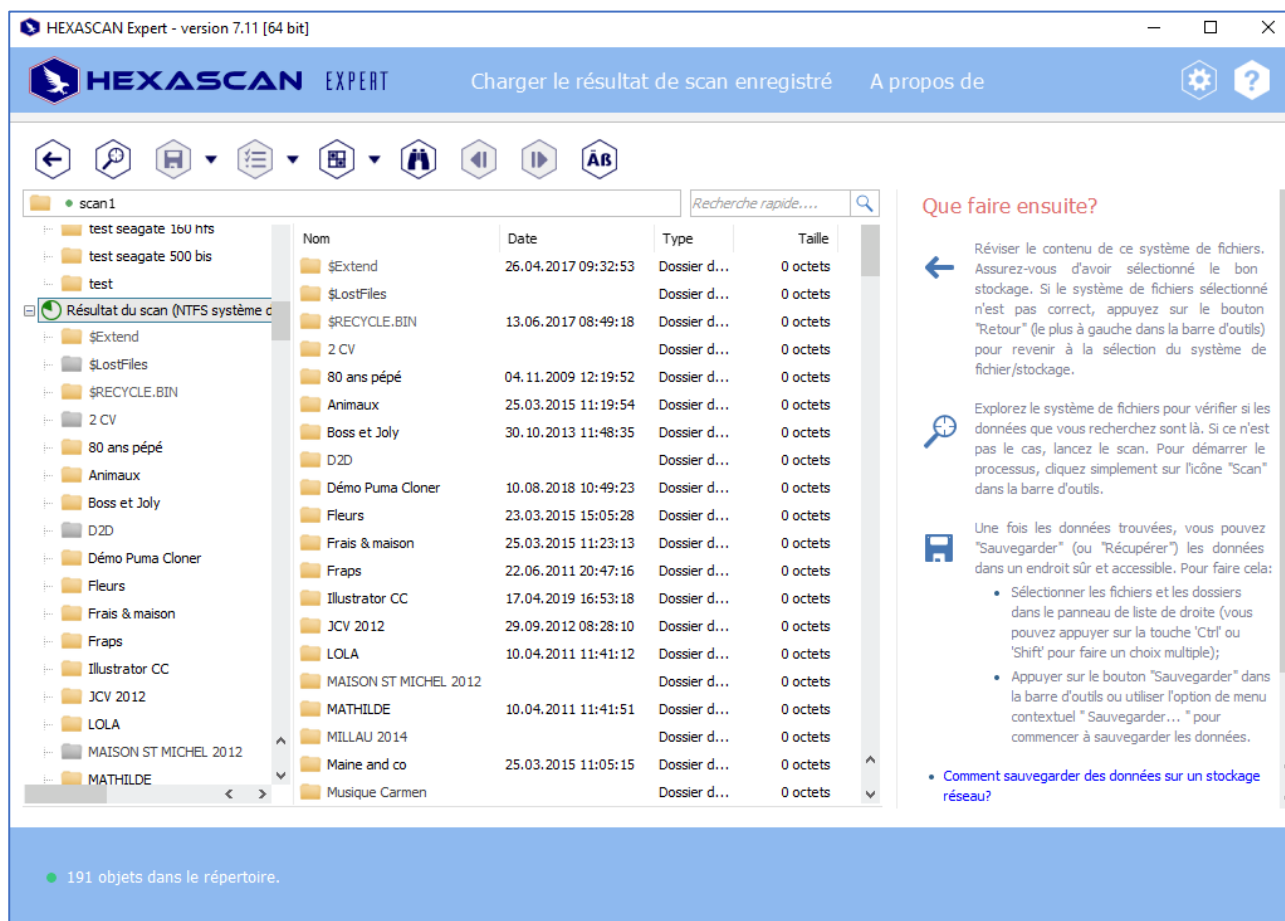 HEXASCAN Expert - version 7.11 [64 bit]
HEXASCAN EXPERT Charger le résultat de scan enregistré A propos de
?
Āß
scan1
Recherche rapide....
test seagate 160 hfs
test seagate 500 bis
test
Résultat du scan (NTFS système d
$Extend
$LostFiles
$RECYCLE.BIN
2 CV
80 ans pépé
Animaux
Boss et Joly
D2D
Démo Puma Cloner
Fleurs
Frais & maison
Fraps
Illustrator CC
JCV 2012
LOLA
MAISON ST MICHEL 2012
MATHILDE
Nom Date Type Taille
$Extend 26.04.2017 09:32:53 Dossier d... 0 octets
$LostFiles Dossier d... 0 octets
$RECYCLE.BIN 13.06.2017 08:49:18 Dossier d... 0 octets
2 CV Dossier d... 0 octets
80 ans pépé 04.11.2009 12:19:52 Dossier d... 0 octets
Animaux 25.03.2015 11:19:54 Dossier d... 0 octets
Boss et Joly 30.10.2013 11:48:35 Dossier d... 0 octets
D2D Dossier d... 0 octets
Démo Puma Cloner 10.08.2018 10:49:23 Dossier d... 0 octets
Fleurs 23.03.2015 15:05:28 Dossier d... 0 octets
Frais & maison 25.03.2015 11:23:13 Dossier d... 0 octets
Fraps 22.06.2011 20:47:16 Dossier d... 0 octets
Illustrator CC 17.04.2019 16:53:18 Dossier d... 0 octets
JCV 2012 29.09.2012 08:28:10 Dossier d... 0 octets
LOLA 10.04.2011 11:41:12 Dossier d... 0 octets
MAISON ST MICHEL 2012 Dossier d... 0 octets
MATHILDE 10.04.2011 11:41:51 Dossier d... 0 octets
MILLAU 2014 Dossier d... 0 octets
Maine and co 25.03.2015 11:05:15 Dossier d... 0 octets
Musique Carmen Dossier d... 0 octets
Que faire ensuite?
Réviser le contenu de ce système de fichiers.
Assurez-vous d'avoir sélectionné le bon
stockage. Si le système de fichiers sélectionné
n'est pas correct, appuyez sur le bouton
"Retour" (le plus à gauche dans la barre d'outils)
pour revenir à la sélection du système de
fichier/stockage.
Explorez le système de fichiers pour vérifier si les
données que vous recherchez sont là. Si ce n'est
pas le cas, lancez le scan. Pour démarrer le
processus, cliquez simplement sur l'icône "Scan"
dans la barre d'outils.
Une fois les données trouvées, vous pouvez
"Sauvegarder" (ou "Récupérer") les données
dans un endroit sûr et accessible. Pour faire cela:
• Sélectionner les fichiers et les dossiers
dans le panneau de liste de droite (vous
pouvez appuyer sur la touche 'Ctrl' ou
'Shift' pour faire un choix multiple);
• Appuyer sur le bouton "Sauvegarder" dans
la barre d'outils ou utiliser l'option de menu
contextuel " Sauvegarder... " pour
commencer à sauvegarder les données.
• Comment sauvegarder des données sur un stockage
réseau?
191 objets dans le répertoire.